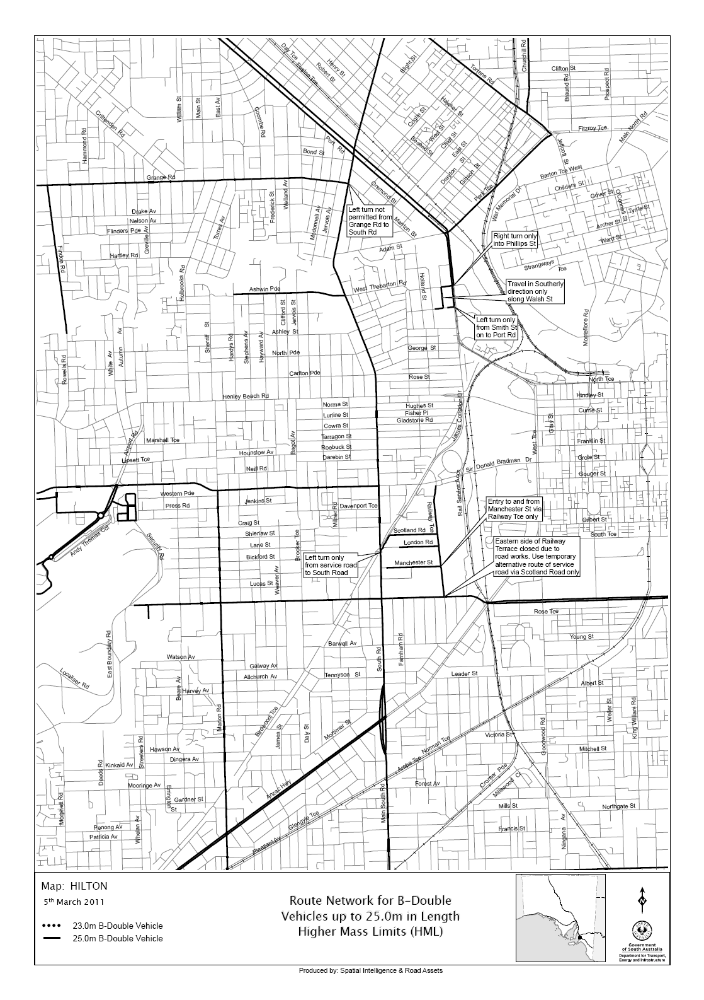 Day Tce
Euston Tce
Henry St
Robert St
Blight St
Torrens Rd
Churchill Rd
Clifton St
Braund Rd
Prospect Rd
William St
Main St
East Av
Crittenden Rd
Hammond Rd
Coombe Rd
Hawker St
Coglin St
West St
Second St
Chief St
East St
Drayton St
Gibson St
Fitzroy Tce
Main North Rd
Jeffcott St
Port Rd
Bond St
Grange Rd
Barton Tce West
Childers St
Gover St
OConnell St
Tynte St
Archer St
Ward St
Park Tce
War Memorial Dr
Ormsond St
Manton St
Welland Av
Frederick St
Mcdonnell Av
Jervois Av
Drake Av
Nelson Av
Flinders Pde Av
Greville Av
Torres Av
Left turn not
permitted from
Grange Rd to
South Rd
Right turn only
into Phillips St
Findon Rd
Hartley Rd
Holbrooks Rd
Adam St
Strangways Tce
West Thebarton Rd
Holland St
Ashwin Pde
Travel in Southerly
direction only
along Walsh St
Clifford St
Jervois St
Left turn only
from Smith St
on to Port Rd
Montefiore Rd
Sherriff St
Hardys Rd
Stephens Av
Hayward Av
Ashley St
George St
North Pde
Rowells Rd
White Av
Autumn Av
Carlton Pde
Rose St
North Tce
Henley Beach Rd
Hindley St
Norma St
Hughes St
Lurline St
Fisher Pl
Gladstone Rd
Currie St
Gray St
Cowra St
James Congdon Dr
Tarragon St
West Tce
Franklin St
Marshall Tce
Airport Rd
Bagot Av
Roebuck St
Hounslow Av
Darebin St
Grote St
Lipsett Tce
Neill Rd
Sir Donald Bradman Dr
Gouger St
Rail Service Accs
Western Pde
Jenkins St
Press Rd
Davenport Tce
Milner Rd
Railway Tce
Entry to and from
Manchester St via
Railway Tce only
Gilbert St
Craig St
Shierlaw St
Scotland Rd
South Tce
Andy Thomas Cct
Security Rd
Lane St
Brooker Tce
London Rd
Eastern side of Railway
Terrace closed due to
road works. Use temporary
alternative route of service
road via Scotland Road only
Bickford St
Left turn only
from service road
to South Road
Manchester St
Lucas St
Weaver Av
Rose Tce
East Boundary Rd
Young St
Barwell Av
South Rd
Farnham Rd
Watson Av
Galway Av
Localiser Rd
Allchurch Av
Tennyson St
Leader St
Albert St
Beare Av
Harvey Av
Marion Rd
Birdwood Tce
Weller St
King William Rd
James St
Daly St
Mortimer St
Norman Tce
Victoria St
Goodwood Rd
Streeters Rd
Hawson Av
Mitchell St
Dingera Av
Deeds Rd
Kinkaid Av
Aroha Tce
Cromer Pde
Millswood Cr
Mooringe Av
Errington St
Anzac Hwy
Forest Av
Morphett Rd
Gardner St
Main South Rd
Mills St
Northgate St
Glengyle Tce
Penong Av
Patricia Av
Whelan Av
Pleasant Av
Francis St
Ningana Av
Map: HILTON
5th March 2011
23.0m B-Double Vehicle
25.0m B-Double Vehicle
Route Network for B-Double
Vehicles up to 25.0m in Length
Higher Mass Limits (HML)
N
SOUTH
Government
of South Australia
Department for Transport,
Energy and Infrastructure
Produced by: Spatial Intelligence & Road Assets